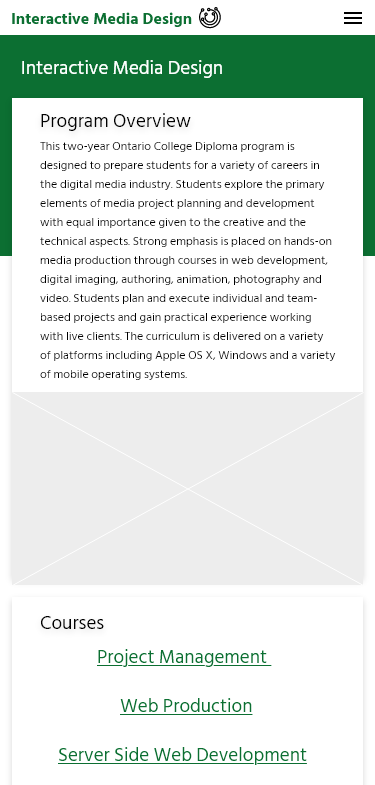 Interactive Media Design
Interactive Media Design
Program Overview
This two-year Ontario College Diploma program is
designed to prepare students for a variety of careers in
the digital media industry. Students explore the primary
elements of media project planning and development
with equal importance given to the creative and the
technical aspects. Strong emphasis is placed on hands-on
media production through courses in web development,
digital imaging, authoring, animation, photography and
video. Students plan and execute individual and team-
based projects and gain practical experience working
with live clients. The curriculum is delivered on a variety
of platforms including Apple OS X, Windows and a variety
of mobile operating systems.
Courses
Project Management
Web Production
Server Side Web Development